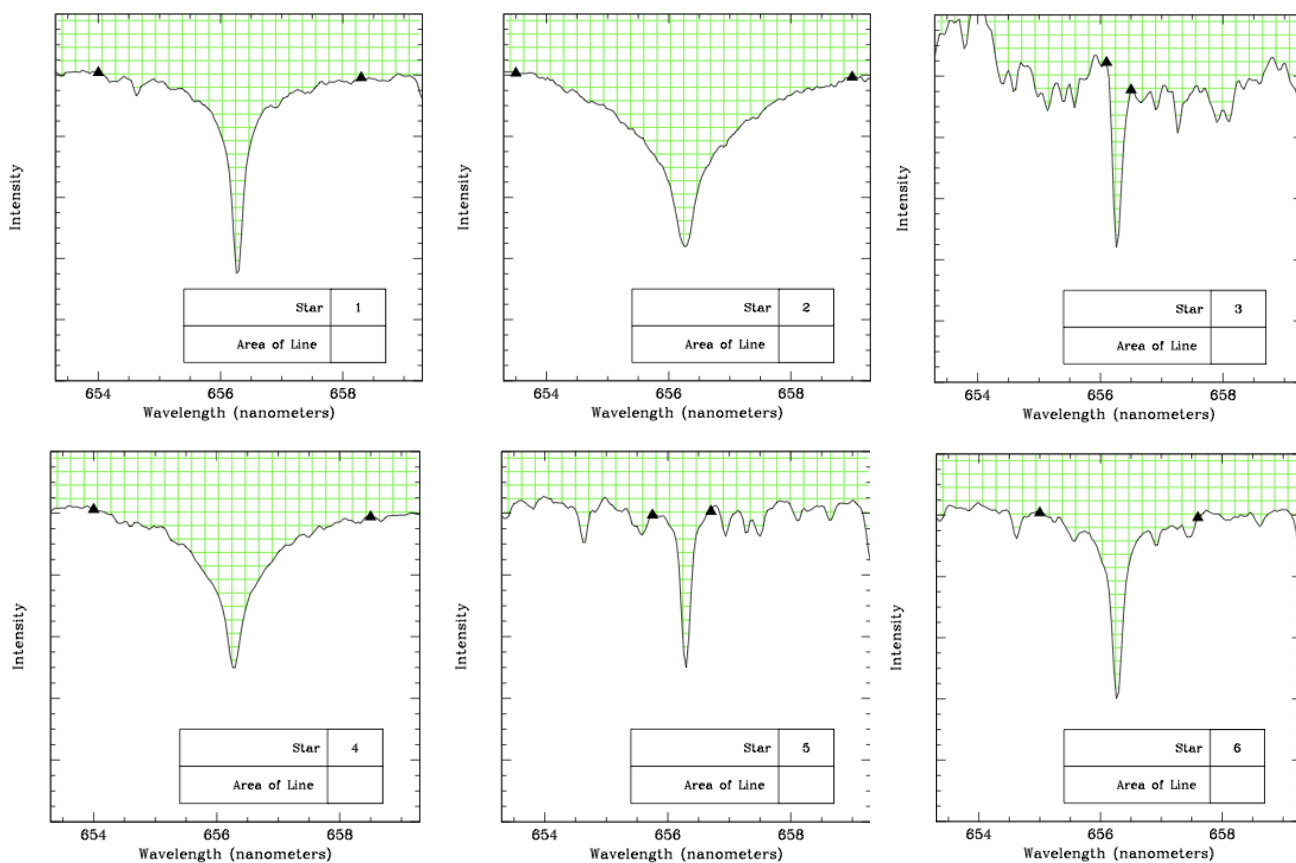 Intensity
Star 1
Area of Line
654 656 658
Wavelength (nanometers)
Intensity
Star 2
Area of Line
654 656 658
Wavelength (nanometers)
Intensity
Star 3
Area of Line
654 656 658
Wavelength (nanometers)
Intensity
Star 4
Area of Line
654 656 658
Wavelength (nanometers)
Intensity
Star 5
Area of Line
654 656 658
Wavelength (nanometers)
Intensity
Star 6
Area of Line
654 656 658
Wavelength (nanometers)